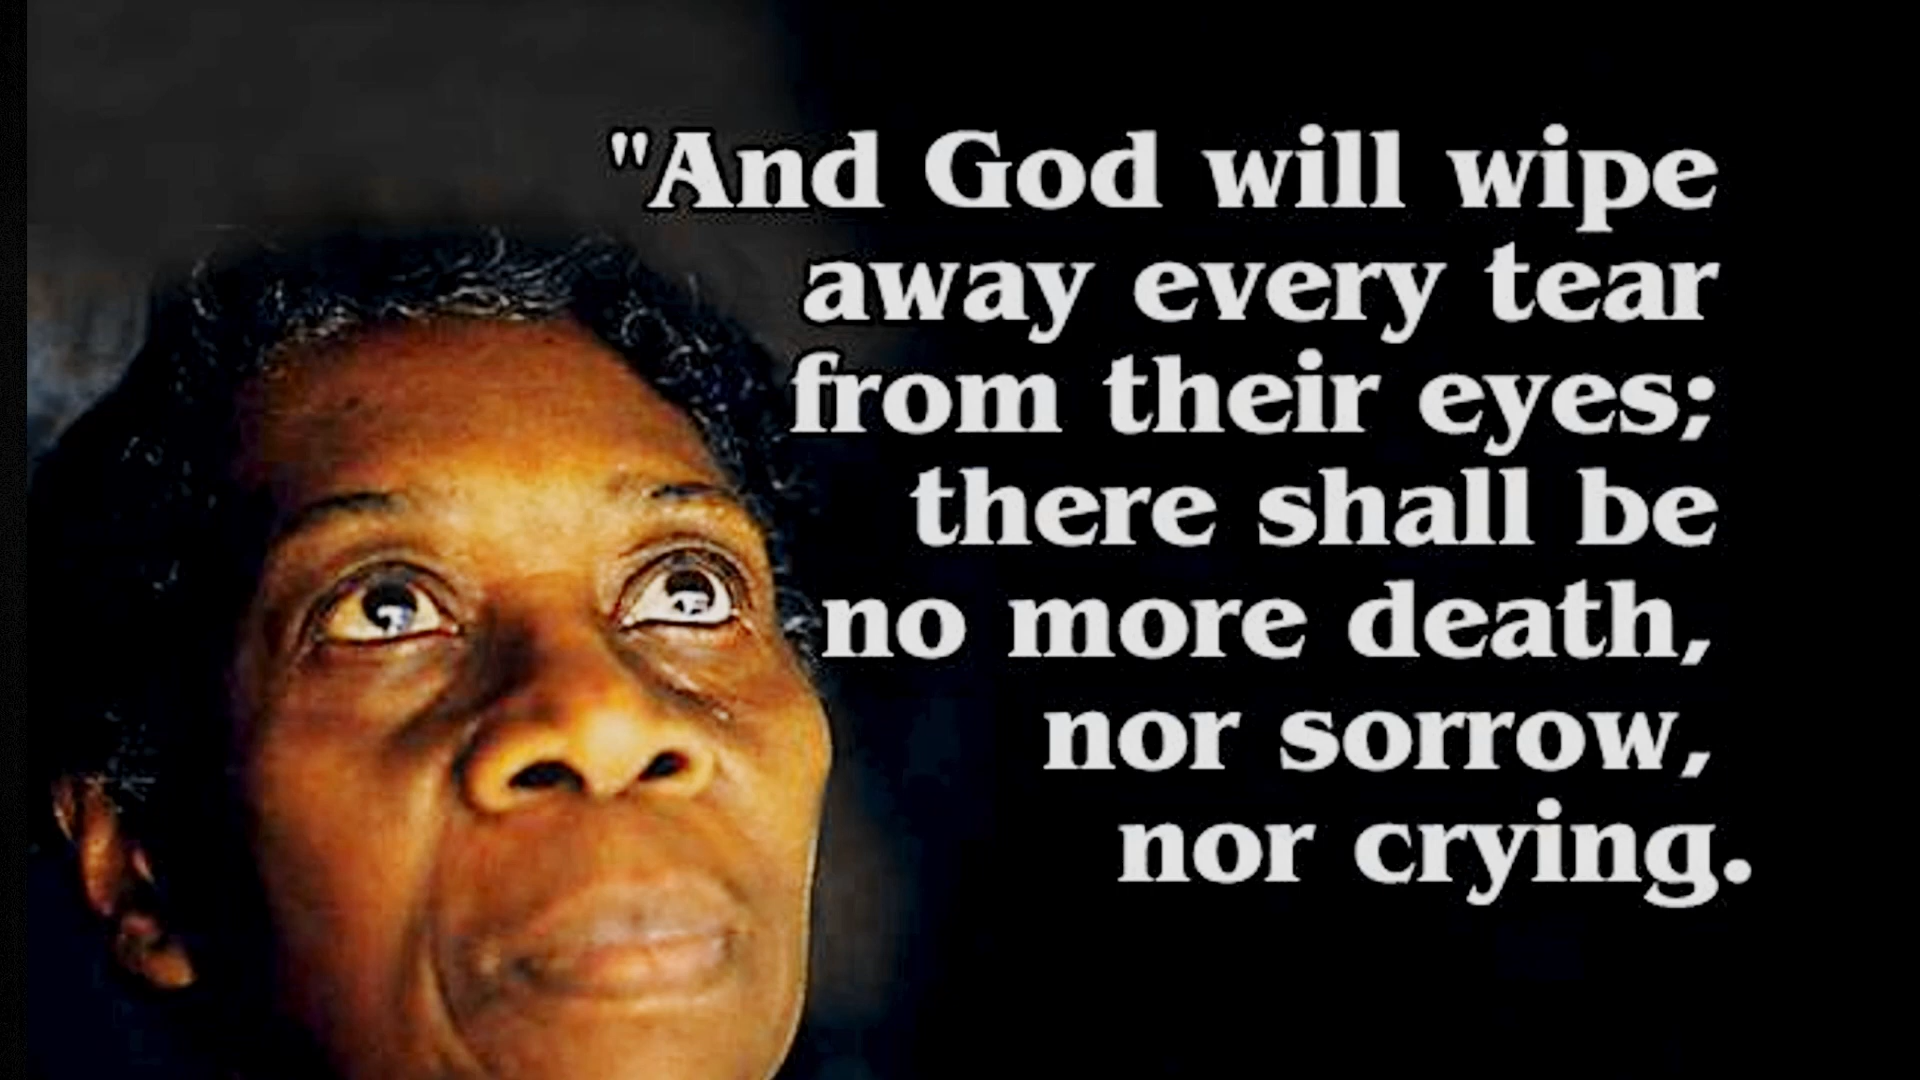 "And God will wipe
away every tear
from their eyes;
there shall be
no more death,
nor sorrow,
nor crying.